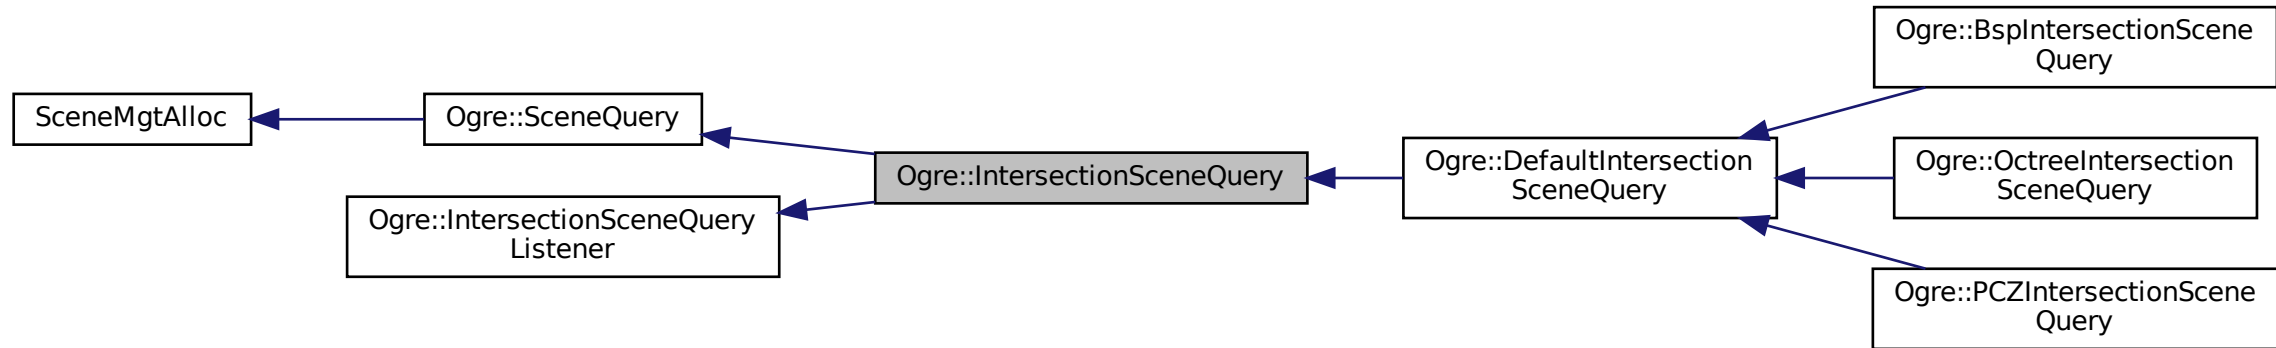 SceneMgtAlloc
Ogre::SceneQuery
Ogre::IntersectionSceneQuery
Listener
Ogre::IntersectionSceneQuery
Ogre::DefaultIntersection
SceneQuery
Ogre::BspIntersectionScene
Query
Ogre::OctreeIntersection
SceneQuery
Ogre::PCZIntersectionScene
Query